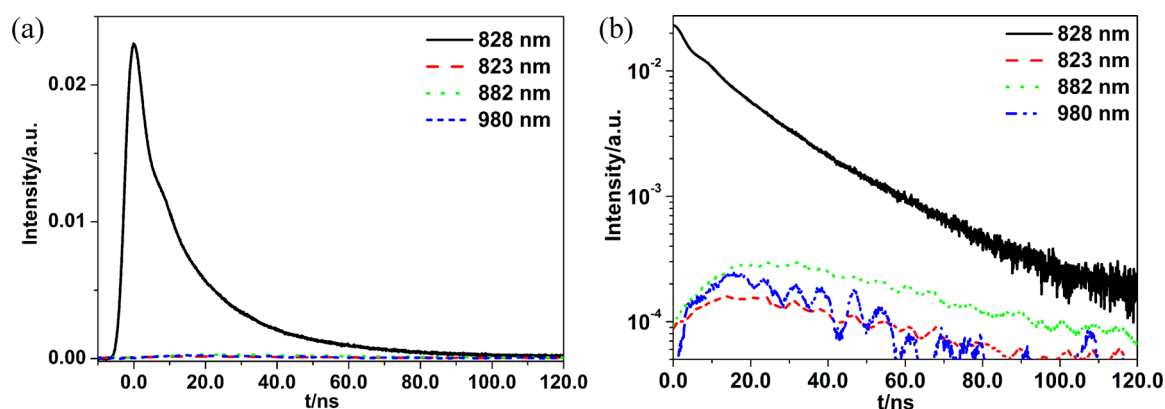 (a)
828 nm
823 nm
882 nm
980 nm
Intensity/a.u.
0.02
0.01
0.00
0.0 20.0 40.0 60.0 80.0 100.0 120.0
t/ns
(b)
828 nm
823 nm
882 nm
980 nm
Intensity/a.u.
10-2
10-3
10-4
0.0 20.0 40.0 60.0 80.0 100.0 120.0
t/ns